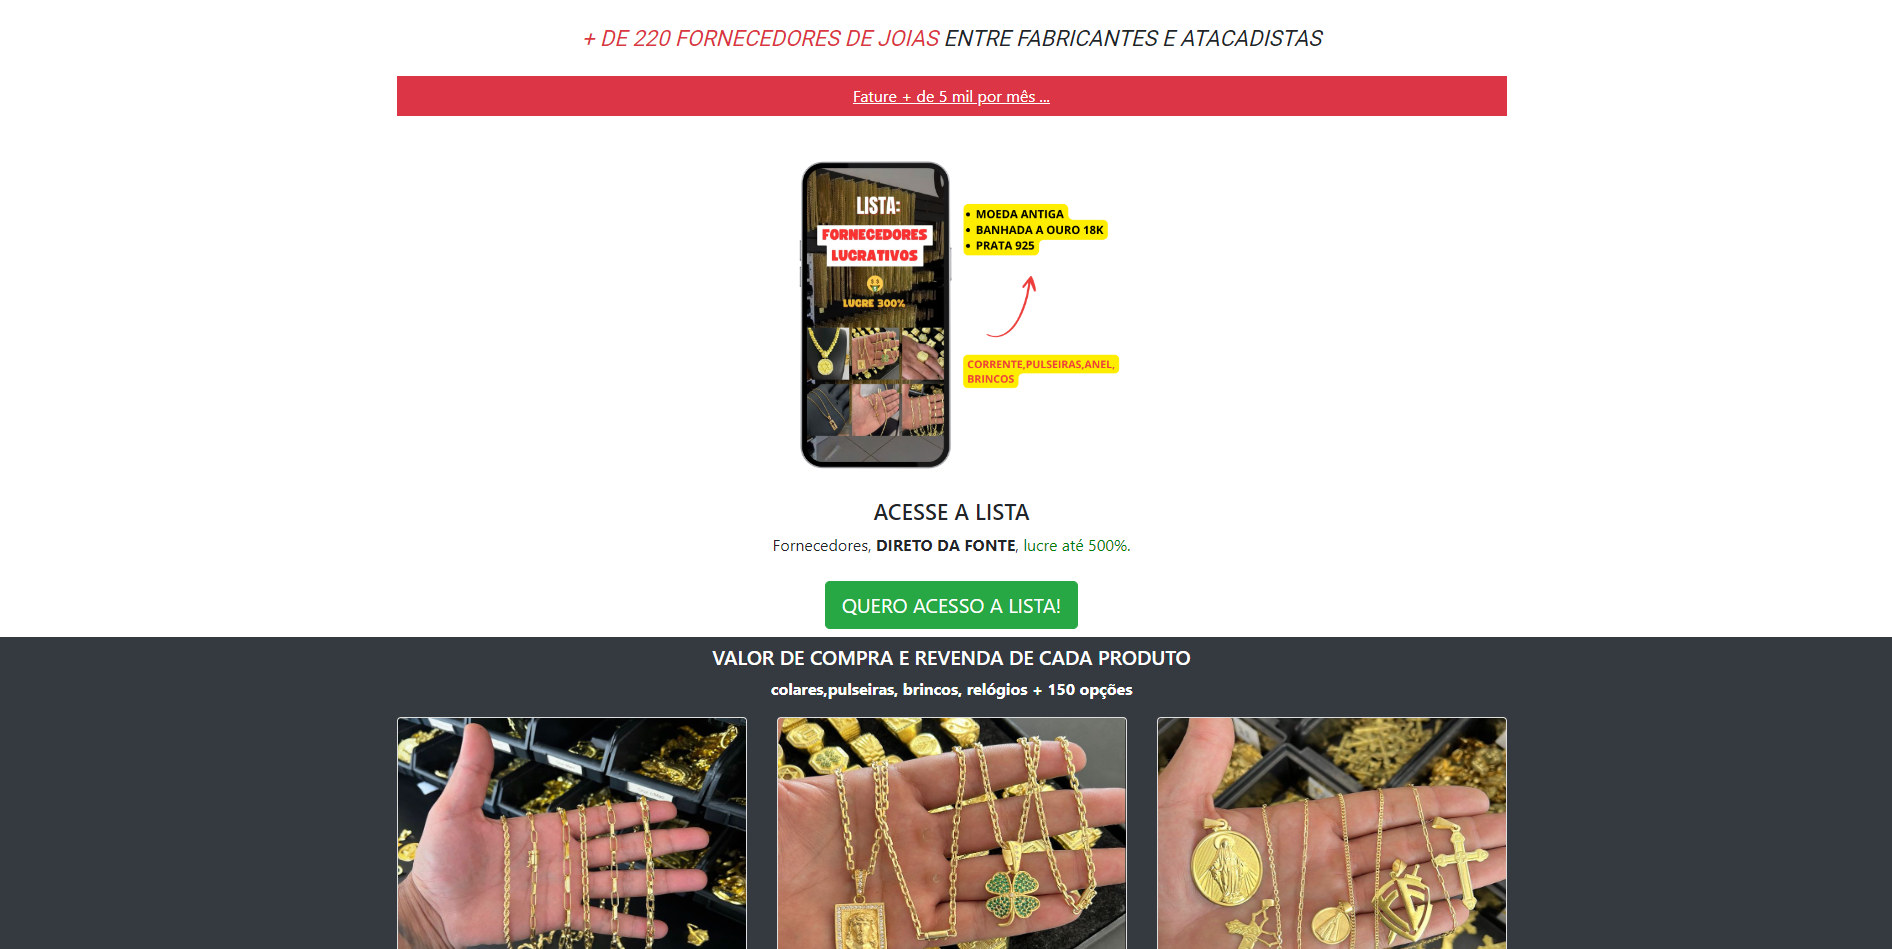 + DE 220 FORNECEDORES DE JOIAS ENTRE FABRICANTES E ATACADISTAS
Fature + de 5 mil por mês ...
LISTA:
FORNECEDORES
LUCRATIVOS
LUCRE 300%
• MOEDA ANTIGA
• BANHADA A OURO 18K
• PRATA 925
CORRENTE,PULSEIRAS,ANEL,
BRINCOS
ACESSE A LISTA
Fornecedores, DIRETO DA FONTE, lucre até 500%.
QUERO ACESSO A LISTA!
VALOR DE COMPRA E REVENDA DE CADA PRODUTO
colares,pulseiras, brincos, relógios + 150 opções